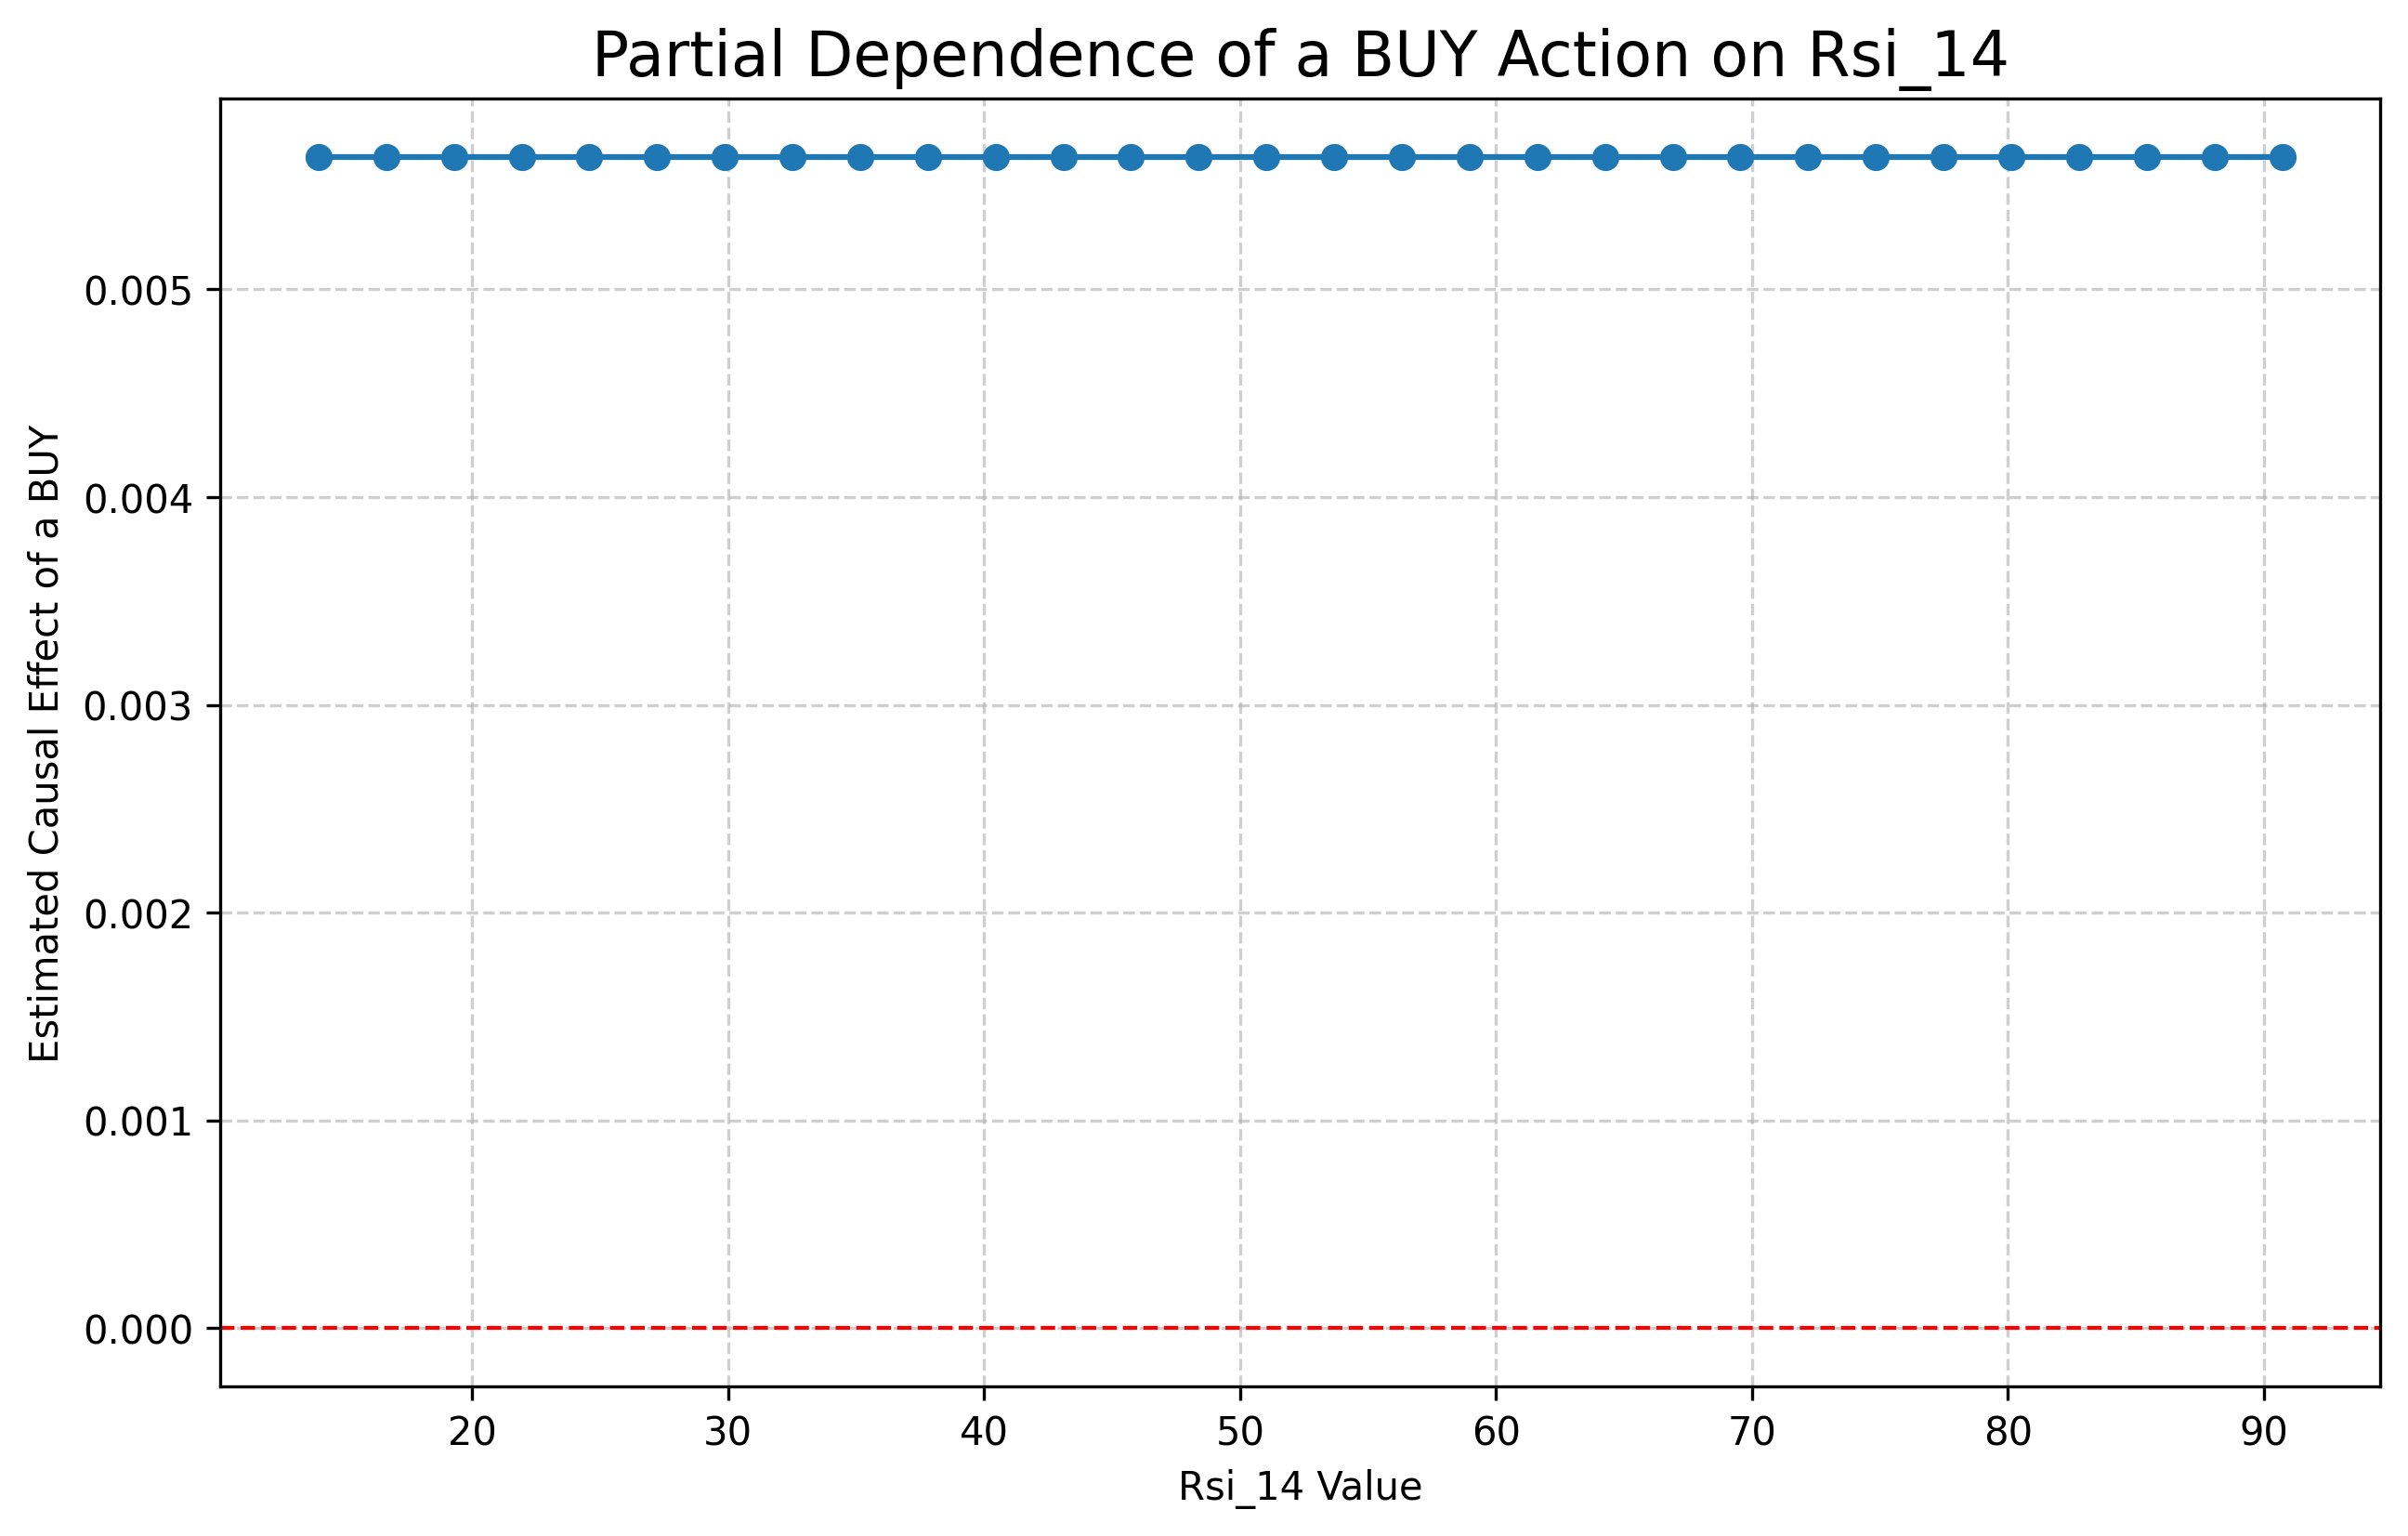 Partial Dependence of a BUY Action on Rsi_14
Estimated Causal Effect of a BUY
0.005
0.004
0.003
0.002
0.001
0.000
20 30 40 50 60 70 80 90
Rsi_14 Value